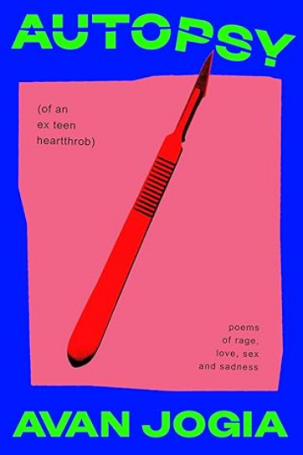 AUTOPSY
(of an
ex teen
heartthrob)
poems
of rage,
love, sex
and sadness
AVAN JOGIA